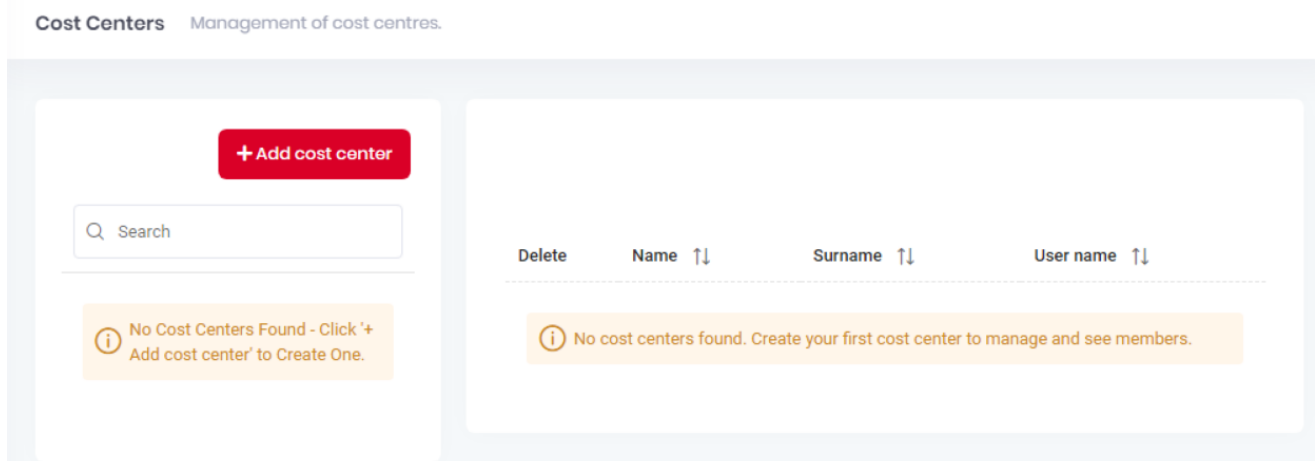 Cost Centers Management of cost centres.
+Add cost center
Search
No Cost Centers Found - Click '+
Add cost center' to Create One.
Delete Name ↑↓ Surname ↑↓ User name ↑↓
No cost centers found. Create your first cost center to manage and see members.